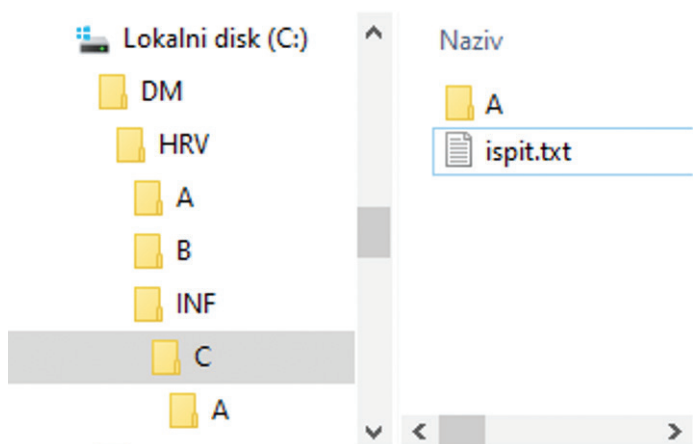 Lokalni disk (C:)
DM
HRV
A
B
INF
C
A
Naziv
A
ispit.txt